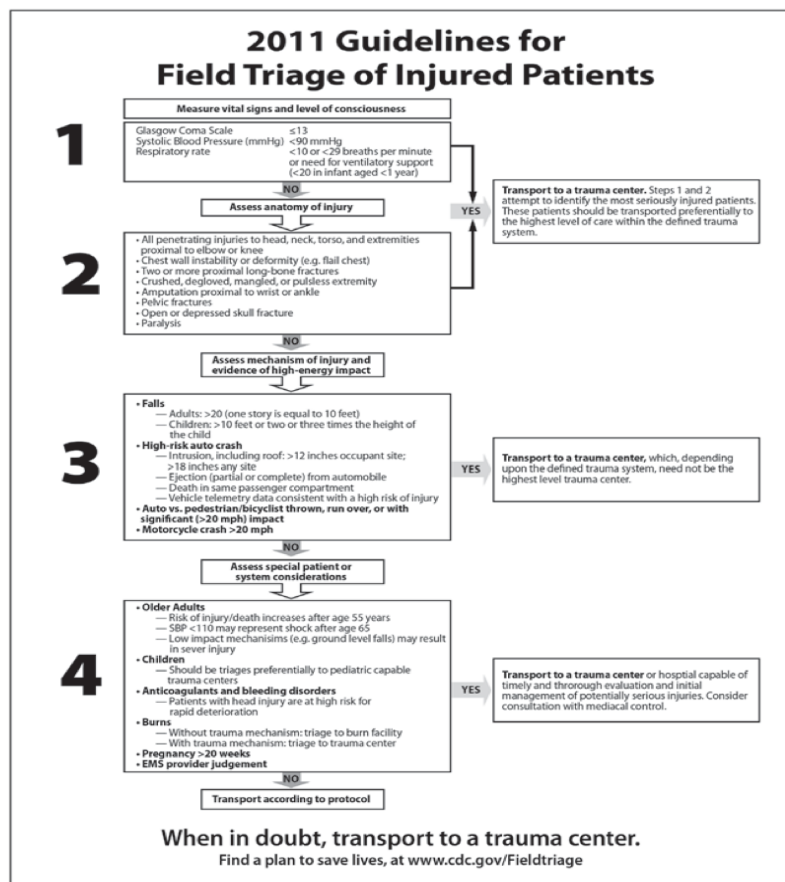 2011 Guidelines for
Field Triage of Injured Patients
Measure vital signs and level of consciousness
1
Glasgow Coma Scale ≤13
Systolic Blood Pressure (mmHg) <90 mmHg
Respiratory rate <10 or <29 breaths per minute
or need for ventilatory support
(<20 in infant aged <1 year)
NO
YES
Transport to a trauma center. Steps 1 and 2
attempt to identify the most seriously injured patients.
These patients should be transported preferentially to
the highest level of care within the defined trauma
system.
Assess anatomy of injury
2
• All penetrating injuries to head, neck, torso, and extremities
proximal to elbow or knee
• Chest wall instability or deformity (e.g. flail chest)
• Two or more proximal long-bone fractures
• Crushed, degloved, mangled, or pulsless extremity
• Amputation proximal to wrist or ankle
• Pelvic fractures
• Open or depressed skull fracture
• Paralysis
NO
Assess mechanism of injury and
evidence of high-energy impact
3
• Falls
— Adults: >20 (one story is equal to 10 feet)
— Children: >10 feet or two or three times the height of
the child
• High-risk auto crash
— Intrusion, including roof: >12 inches occupant site;
>18 inches any site
— Ejection (partial or complete) from automobile
— Death in same passenger compartment
— Vehicle telemetry data consistent with a high risk of injury
• Auto vs. pedestrian/bicyclist thrown, run over, or with
significant (>20 mph) impact
• Motorcycle crash >20 mph
YES
Transport to a trauma center, which, depending
upon the defined trauma system, need not be the
highest level trauma center.
NO
Assess special patient or
system considerations
4
• Older Adults
— Risk of injury/death increases after age 55 years
— SBP <110 may represent shock after age 65
— Low impact mechanisims (e.g. ground level falls) may result
in sever injury
• Children
— Should be triages preferentially to pediatric capable
trauma centers
• Anticoagulants and bleeding disorders
— Patients with head injury are at high risk for
rapid deterioration
• Burns
— Without trauma mechanism: triage to burn facility
— With trauma mechanism: triage to trauma center
• Pregnancy >20 weeks
• EMS provider judgement
YES
Transport to a trauma center or hosptial capable of
timely and throrough evaluation and initial
management of potentially serious injuries. Consider
consultation with mediacal control.
NO
Transport according to protocol
When in doubt, transport to a trauma center.
Find a plan to save lives, at www.cdc.gov/Fieldtriage